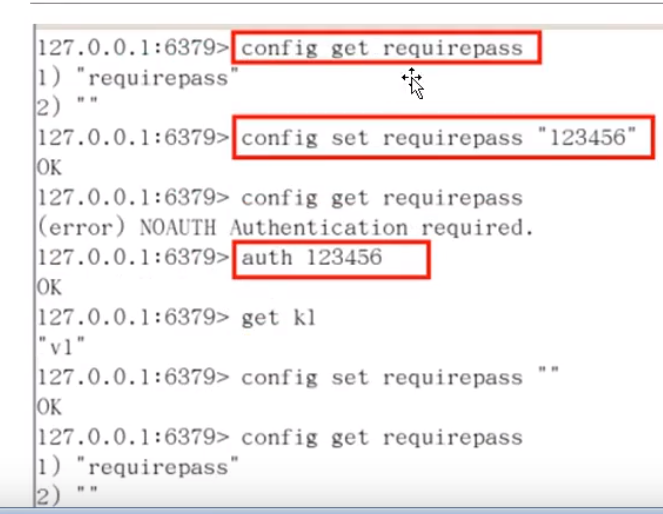 127.0.0.1:6379> config get requirepass
1) "requirepass"
2) ""
127.0.0.1:6379> config set requirepass "123456"
OK
127.0.0.1:6379> config get requirepass
(error) NOAUTH Authentication required.
127.0.0.1:6379> auth 123456
OK
127.0.0.1:6379> get k1
"v1"
127.0.0.1:6379> config set requirepass ""
OK
127.0.0.1:6379> config get requirepass
1) "requirepass"
2) ""